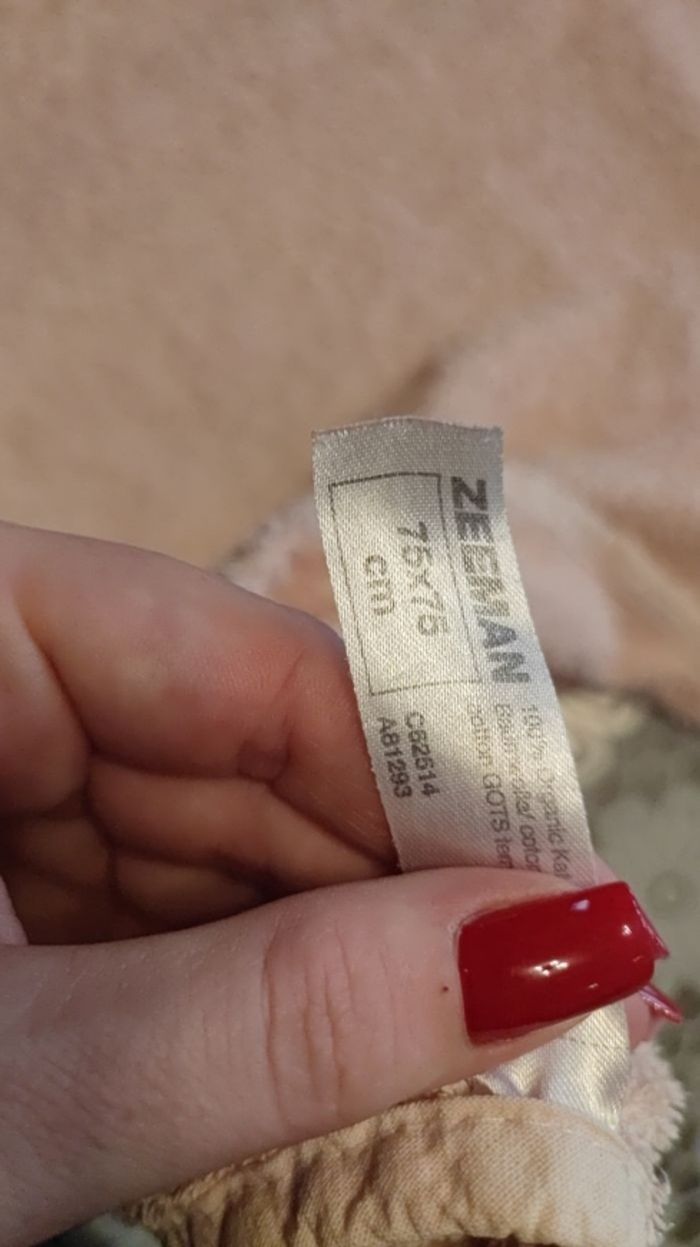 ZEEMAN
75x75
cm
100% Organic
cotton GOTS
C62514
A81293